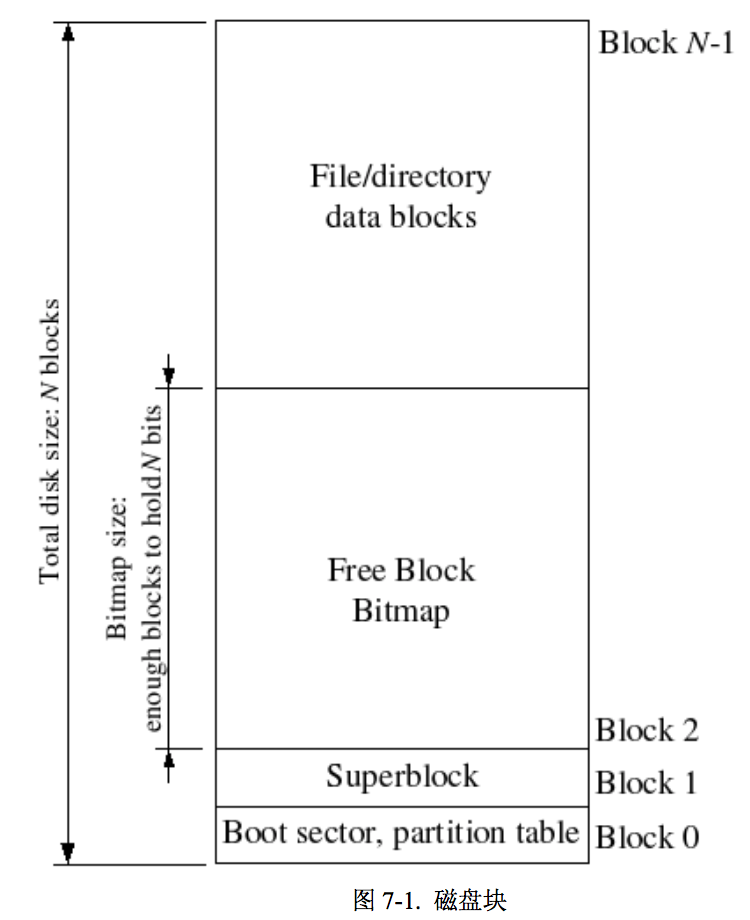 Block N-1
File/directory
data blocks
Total disk size: N blocks
Bitmap size:
enough blocks to hold N bits
Free Block
Bitmap
Block 2
Superblock
Block 1
Boot sector, partition table
Block 0
图 7-1. 磁盘块